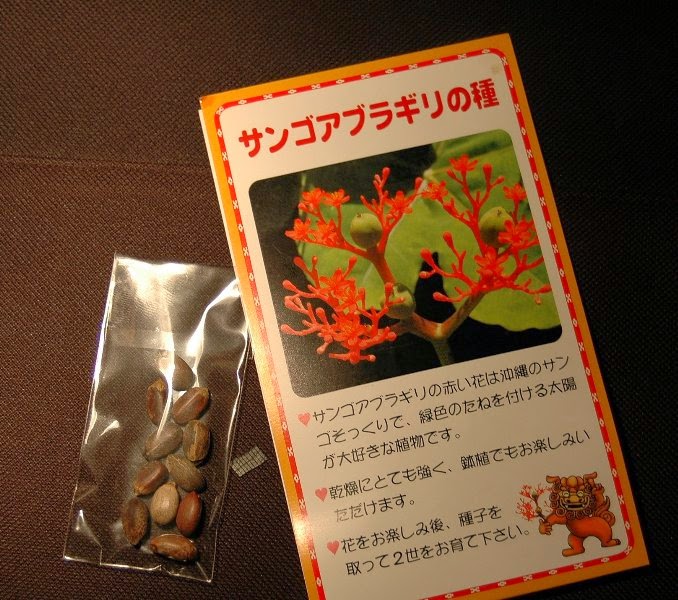 サンゴアブラギリの種
サンゴアブラギリの赤い花は沖縄のサン
ゴそっくりで、緑色のたねを付ける太陽
が大好きな植物です。
乾燥にとても強く、鉢植でもお楽しみい
ただけます。
花をお楽しみ後、種子を
取って2世をお育て下さい。